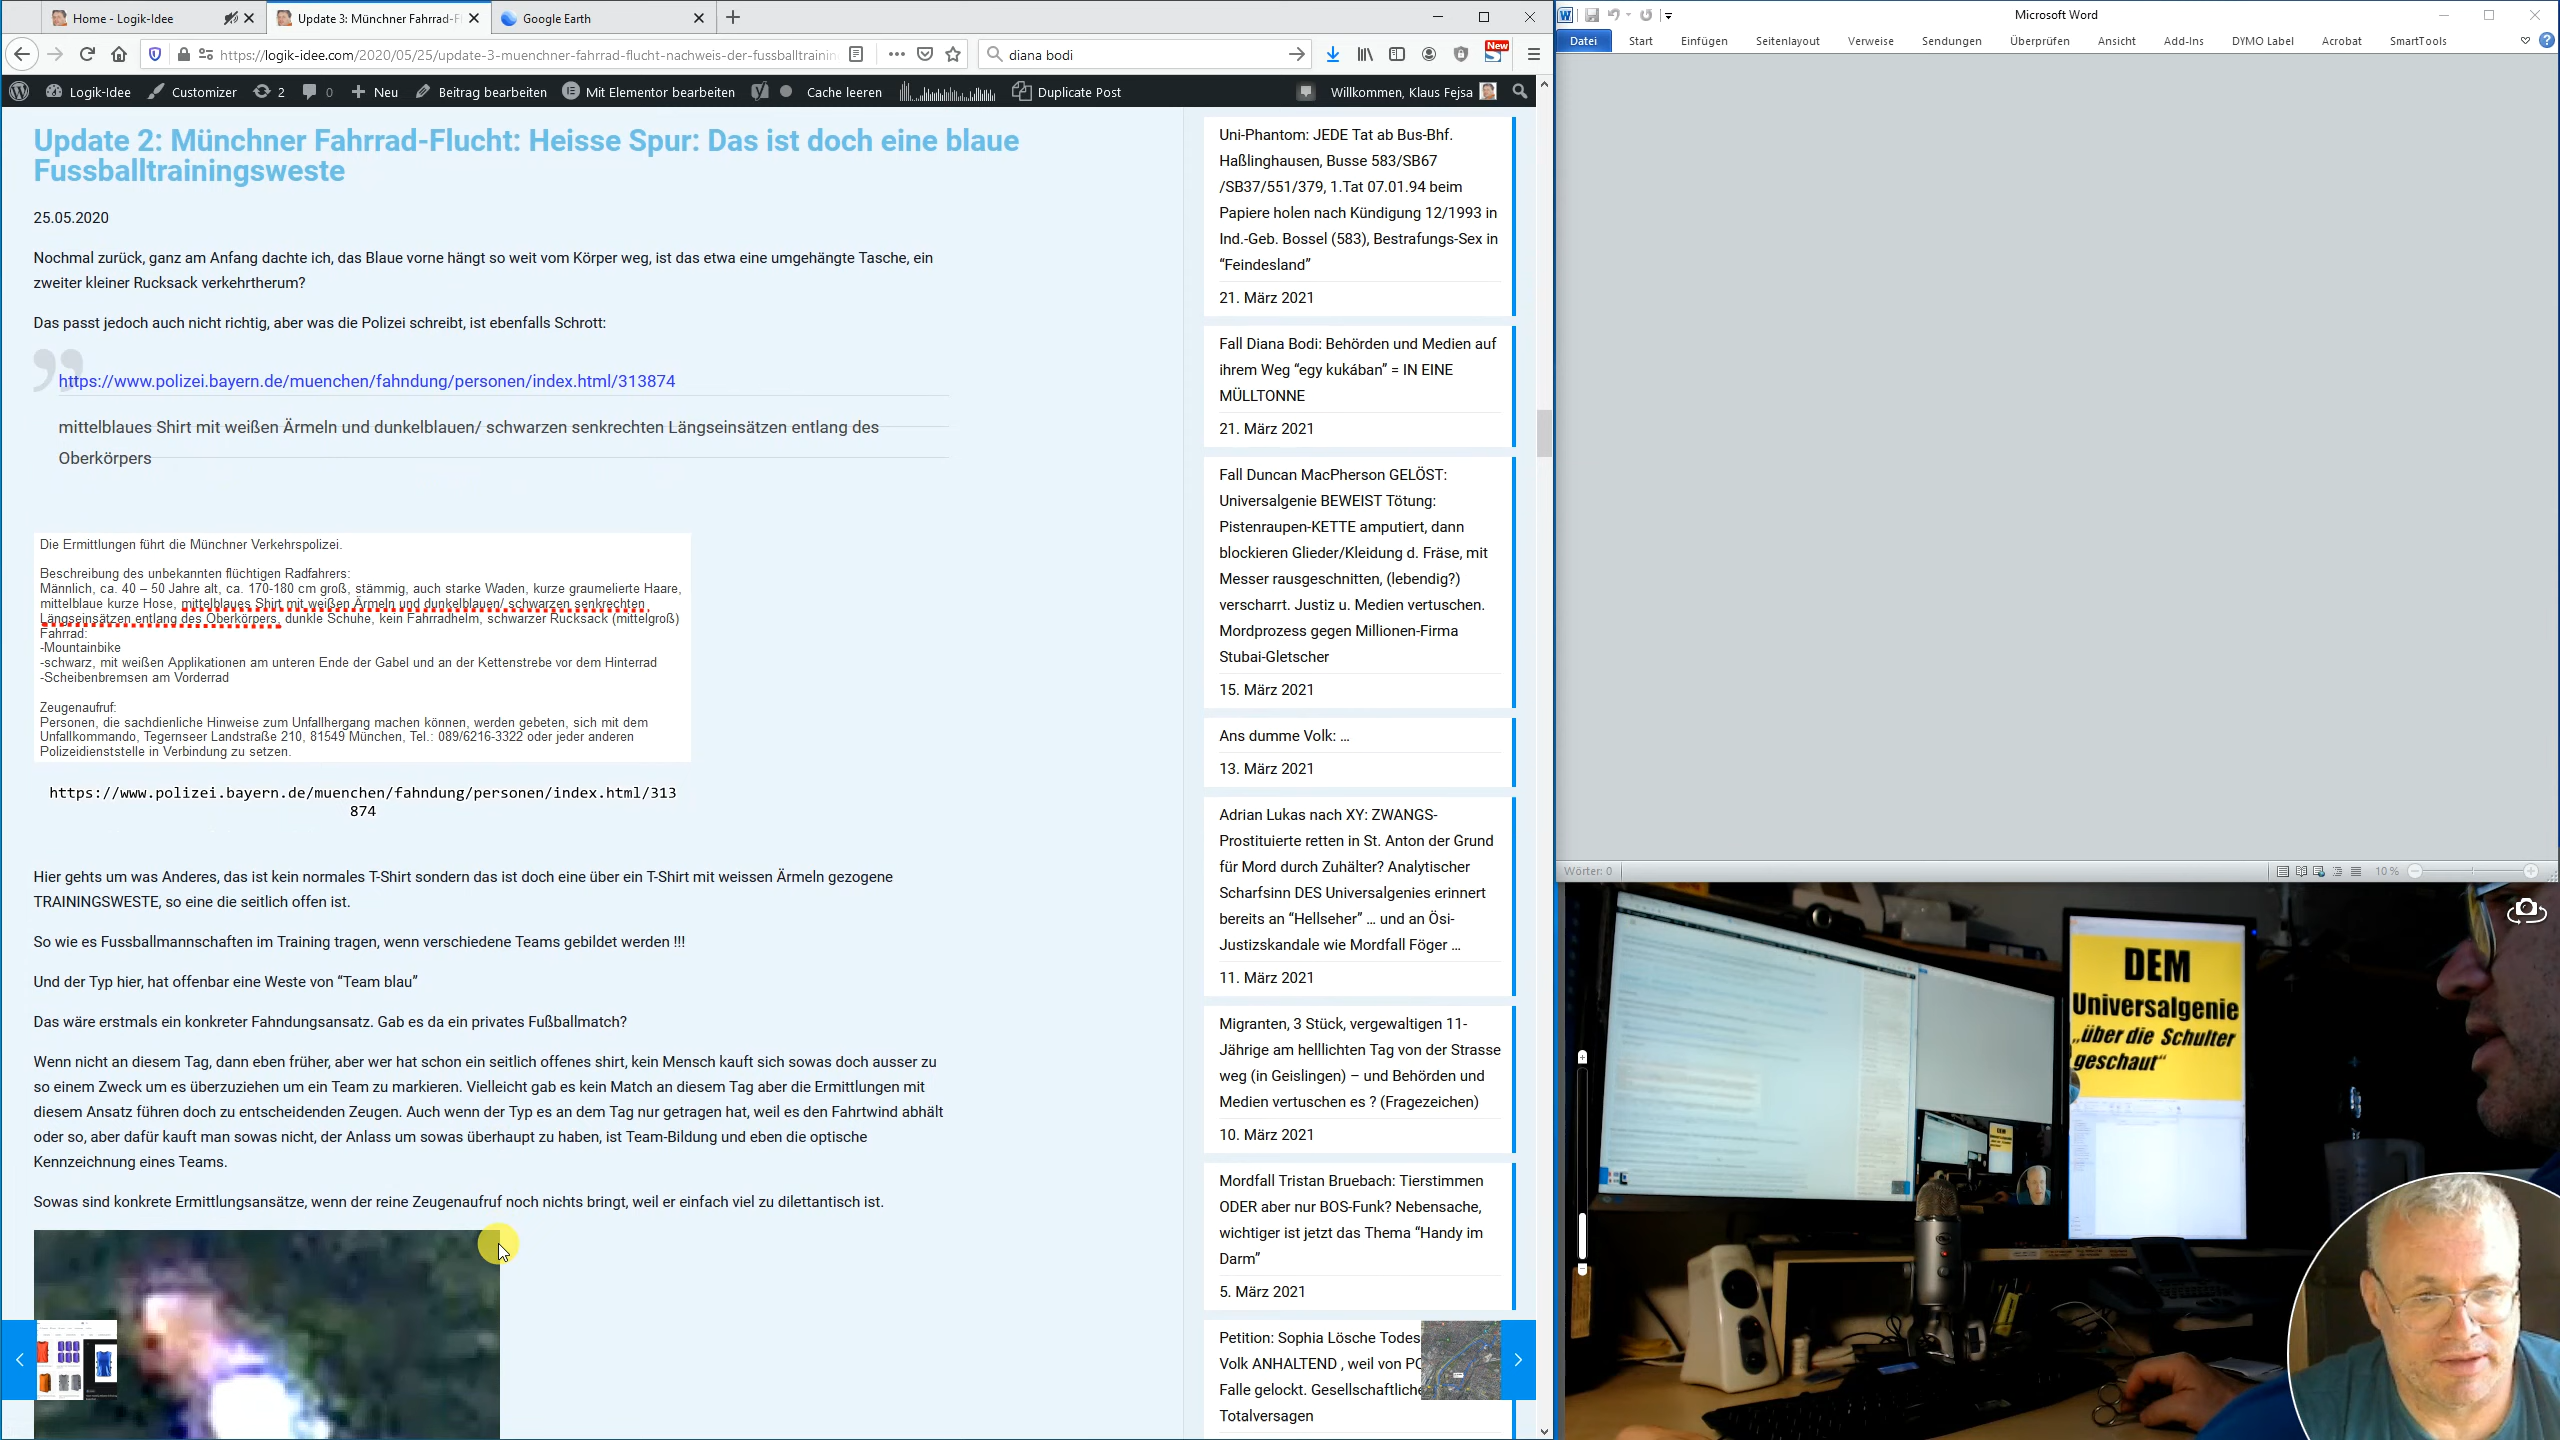 Home - Logik-Idee
Update 3: Münchner Fahrrad-F
Google Earth
https://logik-idee.com/2020/05/25/update-3-muenchner-fahrrad-flucht-nachweis-der-fussballtrainin
diana bodi
New
Logik-Idee
Customizer
2
0
Neu
Beitrag bearbeiten
Mit Elementor bearbeiten
Cache leeren
Duplicate Post
Willkommen, Klaus Fejsa
Update 2: Münchner Fahrrad-Flucht: Heisse Spur: Das ist doch eine blaue
Fussballtrainingsweste
25.05.2020
Nochmal zurück, ganz am Anfang dachte ich, das Blaue vorne hängt so weit vom Körper weg, ist das etwa eine umgehängte Tasche, ein
zweiter kleiner Rucksack verkehrtherum?
Das passt jedoch auch nicht richtig, aber was die Polizei schreibt, ist ebenfalls Schrott:
https://www.polizei.bayern.de/muenchen/fahndung/personen/index.html/313874
mittelblaues Shirt mit weißen Ärmeln und dunkelblauen/ schwarzen senkrechten Längseinsätzen entlang des
Oberkörpers
Die Ermittlungen führt die Münchner Verkehrspolizei.
Beschreibung des unbekannten flüchtigen Radfahrers:
Männlich, ca. 40 – 50 Jahre alt, ca. 170-180 cm groß, stämmig, auch starke Waden, kurze graumelierte Haare,
mittelblaue kurze Hose, mittelblaues Shirt mit weißen Ärmeln und dunkelblauen/ schwarzen senkrechten
Längseinsätzen entlang des Oberkörpers, dunkle Schuhe, kein Fahrradhelm, schwarzer Rucksack (mittelgroß)
Fahrrad:
-Mountainbike
-schwarz, mit weißen Applikationen am unteren Ende der Gabel und an der Kettenstrebe vor dem Hinterrad
-Scheibenbremsen am Vorderrad
Zeugenaufruf:
Personen, die sachdienliche Hinweise zum Unfallhergang machen können, werden gebeten, sich mit dem
Unfallkommando, Tegernseer Landstraße 210, 81549 München, Tel.: 089/6216-3322 oder jeder anderen
Polizeidienststelle in Verbindung zu setzen.
https://www.polizei.bayern.de/muenchen/fahndung/personen/index.html/313
874
Hier gehts um was Anderes, das ist kein normales T-Shirt sondern das ist doch eine über ein T-Shirt mit weissen Ärmeln gezogene
TRAININGSWESTE, so eine die seitlich offen ist.
So wie es Fussballmannschaften im Training tragen, wenn verschiedene Teams gebildet werden !!!
Und der Typ hier, hat offenbar eine Weste von “Team blau”
Das wäre erstmals ein konkreter Fahndungsansatz. Gab es da ein privates Fußballmatch?
Wenn nicht an diesem Tag, dann eben früher, aber wer hat schon ein seitlich offenes shirt, kein Mensch kauft sich sowas doch ausser zu
so einem Zweck um es überzuziehen um ein Team zu markieren. Vielleicht gab es kein Match an diesem Tag aber die Ermittlungen mit
diesem Ansatz führen doch zu entscheidenden Zeugen. Auch wenn der Typ es an dem Tag nur getragen hat, weil es den Fahrtwind abhält
oder so, aber dafür kauft man sowas nicht, der Anlass um sowas überhaupt zu haben, ist Team-Bildung und eben die optische
Kennzeichnung eines Teams.
Sowas sind konkrete Ermittlungsansätze, wenn der reine Zeugenaufruf noch nichts bringt, weil er einfach viel zu dilettantisch ist.
Uni-Phantom: JEDE Tat ab Bus-Bhf.
Haßlinghausen, Busse 583/SB67
/SB37/551/379, 1.Tat 07.01.94 beim
Papiere holen nach Kündigung 12/1993 in
Ind.-Geb. Bossel (583), Bestrafungs-Sex in
“Feindesland”
21. März 2021
Fall Diana Bodi: Behörden und Medien auf
ihrem Weg “egy kukában” = IN EINE
MÜLLTONNE
21. März 2021
Fall Duncan MacPherson GELÖST:
Universalgenie BEWEIST Tötung:
Pistenraupen-KETTE amputiert, dann
blockieren Glieder/Kleidung d. Fräse, mit
Messer rausgeschnitten, (lebendig?)
verscharrt. Justiz u. Medien vertuschen.
Mordprozess gegen Millionen-Firma
Stubai-Gletscher
15. März 2021
Ans dumme Volk: …
13. März 2021
Adrian Lukas nach XY: ZWANGS-
Prostituierte retten in St. Anton der Grund
für Mord durch Zuhälter? Analytischer
Scharfsinn DES Universalgenies erinnert
bereits an “Hellseher” … und an Ösi-
Justizskandale wie Mordfall Föger …
11. März 2021
Migranten, 3 Stück, vergewaltigen 11-
Jährige am helllichten Tag von der Strasse
weg (in Geislingen) – und Behörden und
Medien vertuschen es ? (Fragezeichen)
10. März 2021
Mordfall Tristan Bruebach: Tierstimmen
ODER aber nur BOS-Funk? Nebensache,
wichtiger ist jetzt das Thema “Handy im
Darm”
5. März 2021
Petition: Sophia Lösche Todes
Volk ANHALTEND , weil von PO
Falle gelockt. Gesellschaftliche
Totalversagen
Microsoft Word
Datei
Start
Einfügen
Seitenlayout
Verweise
Sendungen
Überprüfen
Ansicht
Add-Ins
DYMO Label
Acrobat
SmartTools
Wörter: 0
10 %
DEM
Universalgenie
„über die Schulter
geschaut“